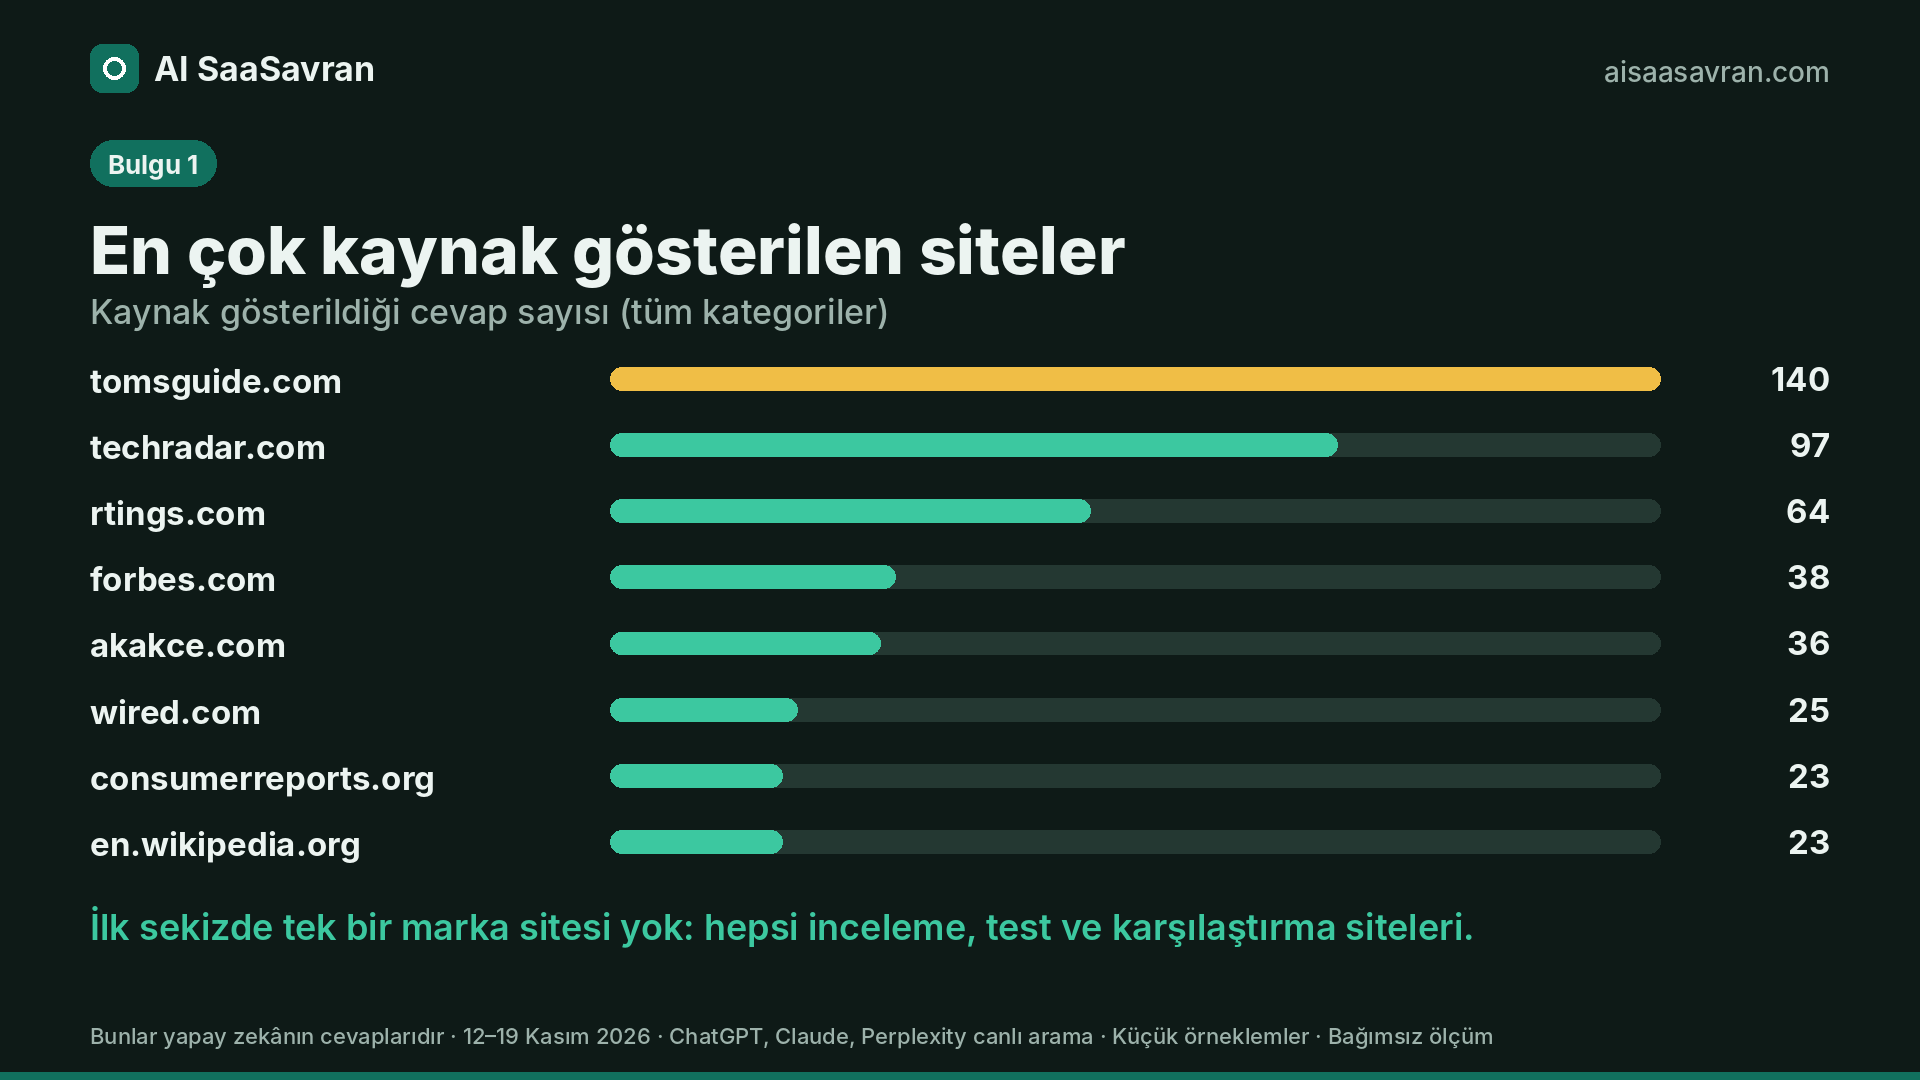 AI SaaSavran
aisaasavran.com
Bulgu 1
En çok kaynak gösterilen siteler
Kaynak gösterildiği cevap sayısı (tüm kategoriler)
tomsguide.com 140
techradar.com 97
rtings.com 64
forbes.com 38
akakce.com 36
wired.com 25
consumerreports.org 23
en.wikipedia.org 23
İlk sekizde tek bir marka sitesi yok: hepsi inceleme, test ve karşılaştırma siteleri.
Bunlar yapay zekânın cevaplarıdır · 12–19 Kasım 2026 · ChatGPT, Claude, Perplexity canlı arama · Küçük örneklemler · Bağımsız ölçüm